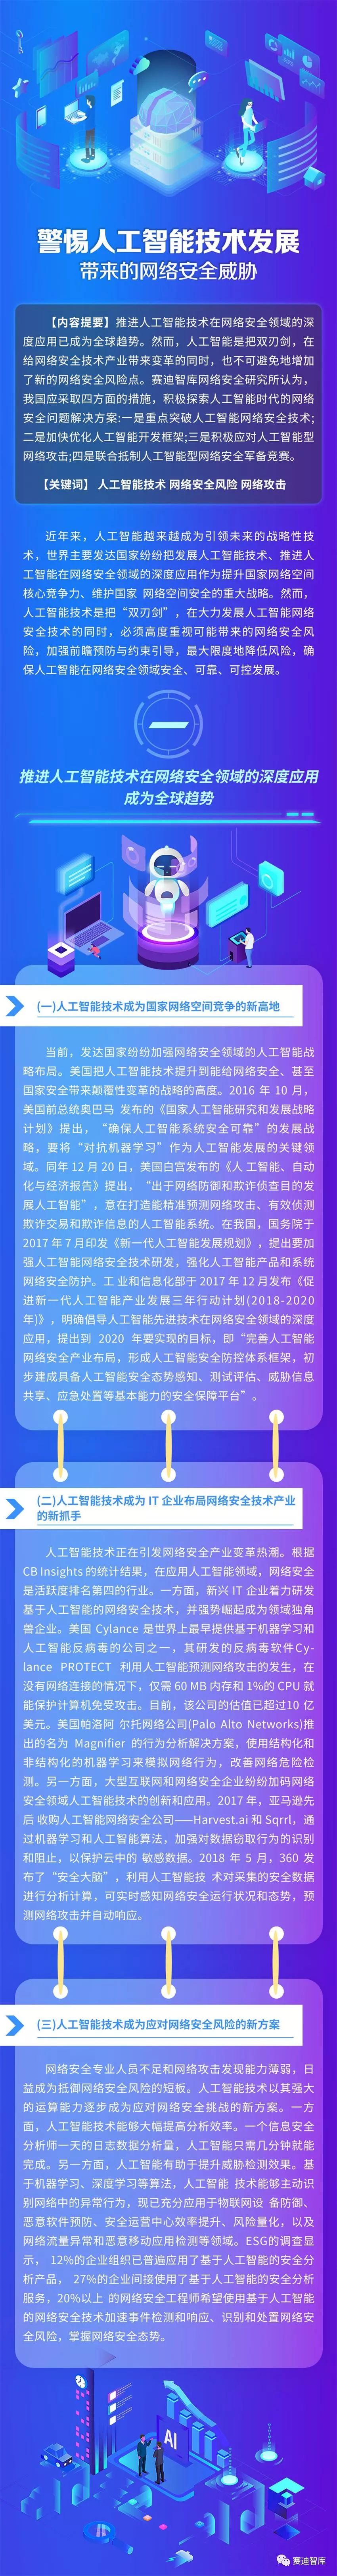 警惕人工智能技术发展
带来的网络安全威胁
【内容提要】推进人工智能技术在网络安全领域的深
度应用已成为全球趋势。然而，人工智能是把双刃剑，在
给网络安全技术产业带来变革的同时，也不可避免地增加
了新的网络安全风险点。赛迪智库网络安全研究所认为，
我国应采取四方面的措施，积极探索人工智能时代的网络
安全问题解决方案:一是重点突破人工智能网络安全技术;
二是加快优化人工智能开发框架;三是积极应对人工智能型
网络攻击;四是联合抵制人工智能型网络安全军备竞赛。
【关键词】 人工智能技术 网络安全风险 网络攻击
近年来，人工智能越来越成为引领未来的战略性技
术，世界主要发达国家纷纷把发展人工智能技术、推进人
工智能在网络安全领域的深度应用作为提升国家网络空间
核心竞争力、维护国家 网络空间安全的重大战略。然而，
人工智能技术是把“双刃剑”，在大力发展人工智能网络
安全技术的同时，必须高度重视可能带来的网络安全风
险，加强前瞻预防与约束引导，最大限度地降低风险，确
保人工智能在网络安全领域安全、可靠、可控发展。
一
推进人工智能技术在网络安全领域的深度应用
成为全球趋势
(一)人工智能技术成为国家网络空间竞争的新高地
当前，发达国家纷纷加强网络安全领域的人工智能战
略布局。美国把人工智能技术提升到能给网络安全、甚至
国家安全带来颠覆性变革的战略的高度。2016 年 10 月，
美国前总统奥巴马 发布的《国家人工智能研究和发展战略
计划》提出，“确保人工智能系统安全可靠”的发展战
略，要将“对抗机器学习”作为人工智能发展的关键领
域。同年 12 月 20 日，美国白宫发布的《人工智能、自动
化与经济报告》提出，“出于网络防御和欺诈侦查目的发
展人工智能”，意在打造能精准预测网络攻击、有效侦测
欺诈交易和欺诈信息的人工智能系统。在我国，国务院于
2017 年 7 月印发《新一代人工智能发展规划》，提出要加
强人工智能网络安全技术研发，强化人工智能产品和系统
网络安全防护。工 业和信息化部于 2017 年 12 月发布《促
进新一代人工智能产业发展三年行动计划(2018-2020
年)》，明确倡导人工智能先进技术在网络安全领域的深度
应用，提出到 2020 年要实现的目标，即“完善人工智能
网络安全产业布局，形成人工智能安全防控体系框架，初
步建成具备人工智能安全态势感知、测试评估、威胁信息
共享、应急处置等基本能力的安全保障平台”。
(二)人工智能技术成为 IT 企业布局网络安全技术产业
的新抓手
人工智能技术正在引发网络安全产业变革热潮。根据
CB Insights 的统计结果，在应用人工智能领域，网络安全
是活跃度排名第四的行业。一方面，新兴 IT 企业着力研发
基于人工智能的网络安全技术，并强势崛起成为领域独角
兽企业。美国 Cylance 是世界上最早提供基于机器学习和
人工智能反病毒的公司之一，其研发的反病毒软件Cy-
lance PROTECT 利用人工智能预测网络攻击的发生，在
没有网络连接的情况下，仅需 60 MB 内存和 1%的 CPU 就
能保护计算机免受攻击。目前，该公司的估值已超过10 亿
美元。美国帕洛阿 尔托网络公司(Palo Alto Networks)推
出的名为 Magnifier 的行为分析解决方案，使用结构化和
非结构化的机器学习来模拟网络行为，改善网络危险检
测。另一方面，大型互联网和网络安全企业纷纷加码网络
安全领域人工智能技术的创新和应用。2017 年，亚马逊先
后 收购人工智能网络安全公司——Harvest.ai 和 Sqrrl，通
过机器学习和人工智能算法，加强对数据窃取行为的识别
和阻止，以保护云中的 敏感数据。2018 年 5 月，360 发
布了“安全大脑”，利用人工智能技 术对采集的安全数据
进行分析计算，可实时感知网络安全运行状况和态势，预
测网络攻击并自动响应。
(三)人工智能技术成为应对网络安全风险的新方案
网络安全专业人员不足和网络攻击发现能力薄弱，日
益成为抵御网络安全风险的短板。人工智能技术以其强大
的运算能力逐步成为应对网络安全挑战的新方案。一方
面，人工智能技术能够大幅提高分析效率。一个信息安全
分析师一天的日志数据分析量，人工智能只需几分钟就能
完成。另一方面，人工智能有助于提升威胁检测效果。基
于机器学习、深度学习等算法，人工智能 技术能够主动识
别网络中的异常行为，现已充分应用于物联网设 备防御、
恶意软件预防、安全运营中心效率提升、风险量化，以及
网络流量异常和恶意移动应用检测等领域。ESG的调查显
示， 12%的企业组织已普遍应用了基于人工智能的安全分
析产品， 27%的企业间接使用了基于人工智能的安全分析
服务，20%以上 的网络安全工程师希望使用基于人工智能
的网络安全技术加速事件检测和响应、识别和处置网络安
全风险，掌握网络安全态势。
AI
赛迪智库